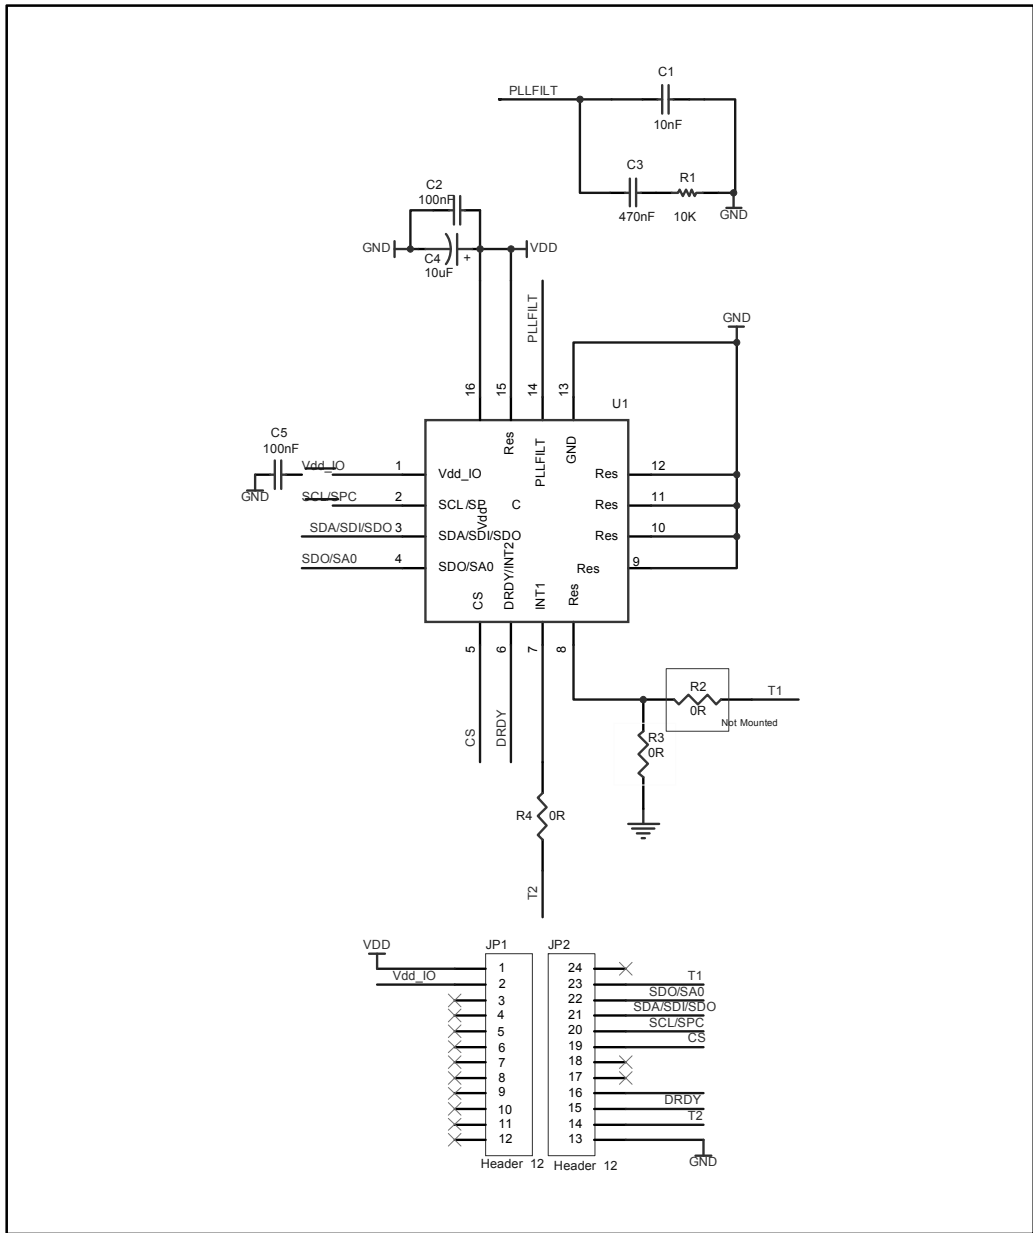 C1
PLLFILT
10nF
C3
R1
470nF
10K
GND
C2
100nF
GND
C4
10uF
+
VDD
PLLFILT
GND
16
15
14
13
U1
C5
100nF
GND
Vdd_IO
1
SCL/SPC
2
SDA/SDI/SDO
3
SDO/SA0
4
Res
PLLFILT
GND
Vdd_IO
SCL/SP C
Vdd
SDA/SDI/SDO
SDO/SA0
Res
12
Res
11
Res
10
Res
9
CS
DRDY/INT2
INT1
Res
5
6
7
8
CS
DRDY
R2
0R
T1
Not Mounted
R3
0R
R4
0R
T2
VDD
Vdd_IO
JP1
1
2
3
4
5
6
7
8
9
10
11
12
Header 12
JP2
24
23
T1
22
SDO/SA0
21
SDA/SDI/SDO
20
SCL/SPC
19
CS
18
17
16
15
DRDY
14
T2
13
GND
Header 12